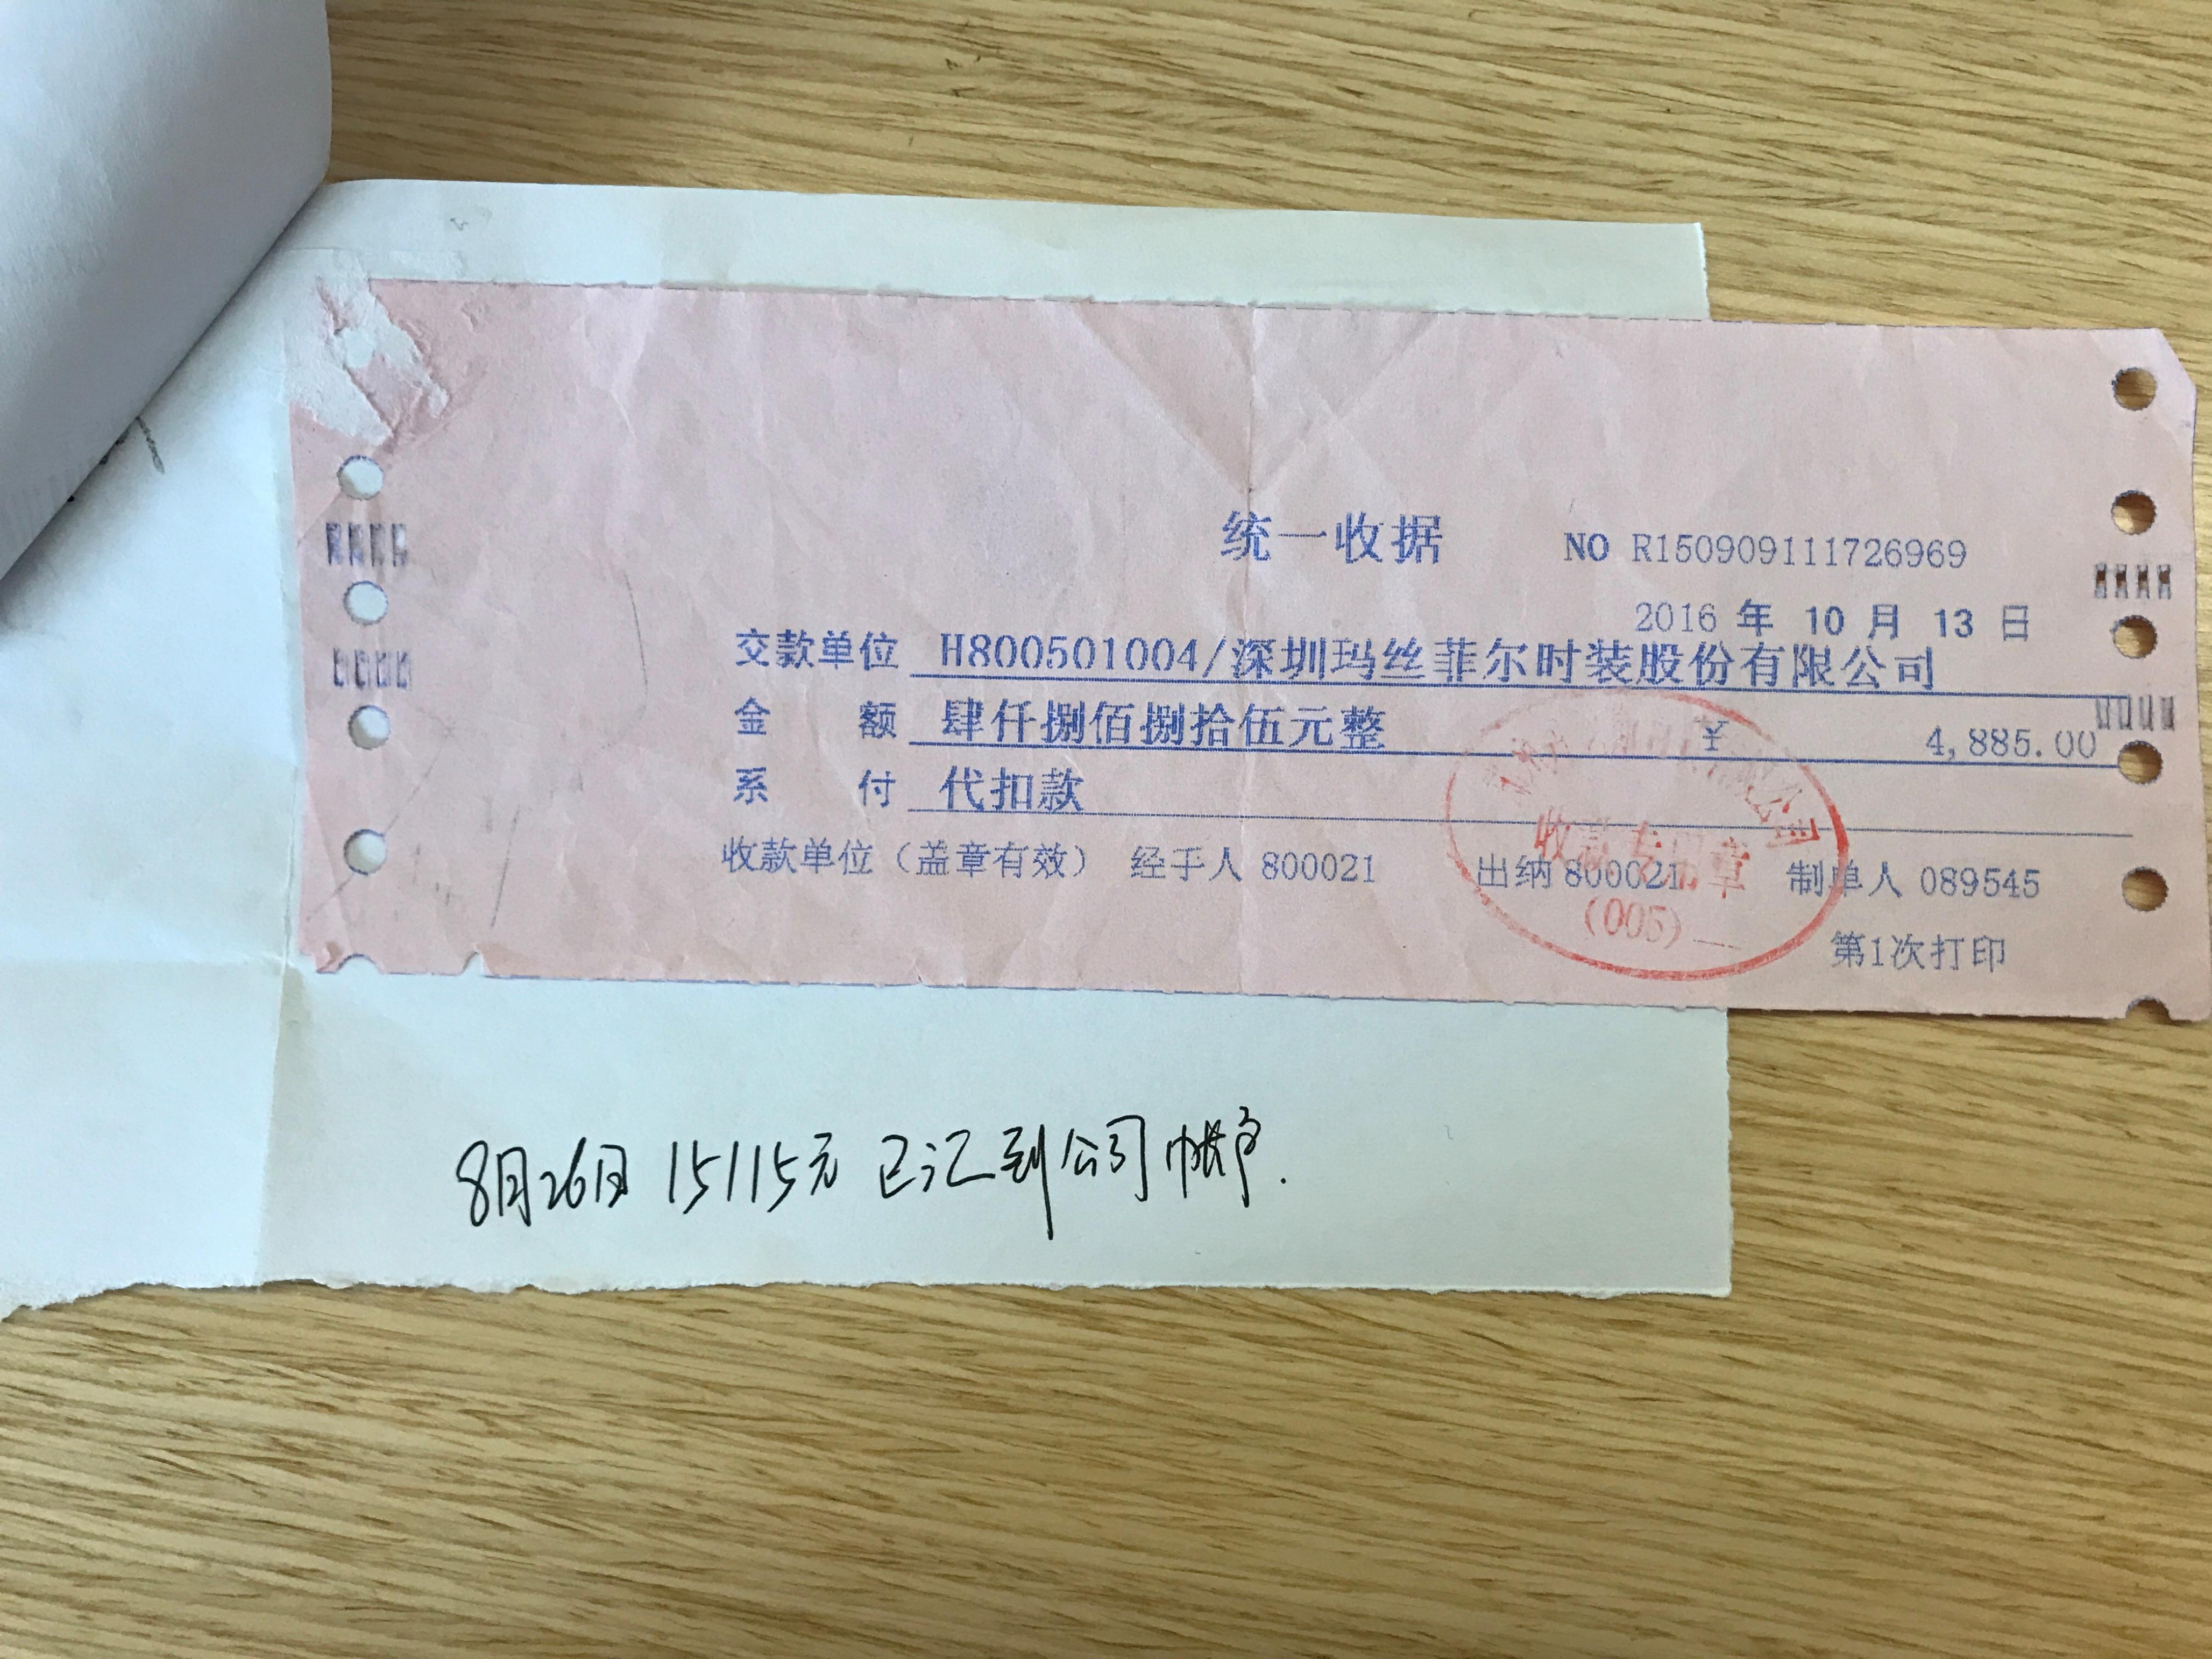 统一收据 NO R150909111726969
2016 年 10 月 13 日
交款单位 H800501004/深圳玛丝菲尔时装股份有限公司
金 额 肆仟捌佰捌拾伍元整 ¥ 4,885.00
系 付 代扣款
收款单位（盖章有效） 经手人 800021 出纳 800021 制单人 089545
收款专用章
(005)
第1次打印
8月26日 15115元 已汇到公司帐户.